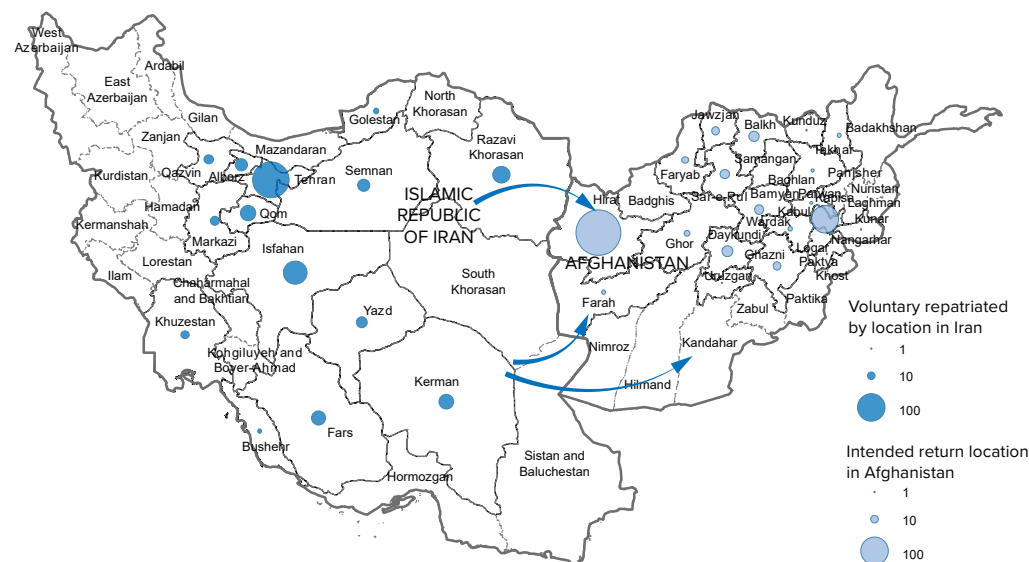 West
Azerbaijan
Ardabil
East
Azerbaijan
Gilan
Zanjan
Golestan
North
Khorasan
Mazandaran
Razavi
Khorasan
Kurdistan
Qazvin
Alborz
Tehran
Semnan
Hamadan
Qom
Kermanshah
Markazi
ISLAMIC
REPUBLIC
OF IRAN
Isfahan
Lorestan
Ilam
Chaharmahal
and Bakhtiari
South
Khorasan
Khuzestan
Yazd
Kohgiluyeh and
Boyer-Ahmad
Kerman
Fars
Bushehr
Hormozgan
Sistan and
Baluchestan
Jawzjan
Balkh
Kunduz
Badakhshan
Takhar
Samangan
Faryab
Baghlan
Panjsher
Nuristan
Hirat
Badghis
Sar-e-Pul
Bamyan
Parwan
Kapisa
Laghman
Kabul
Kunar
Wardak
Daykundi
Ghor
Nangarhar
Logar
AFGHANISTAN
Ghazni
Paktya
Khost
Uruzgan
Farah
Zabul
Paktika
Nimroz
Kandahar
Hilmand
Voluntary repatriated
by location in Iran
1
10
100
Intended return location
in Afghanistan
1
10
100